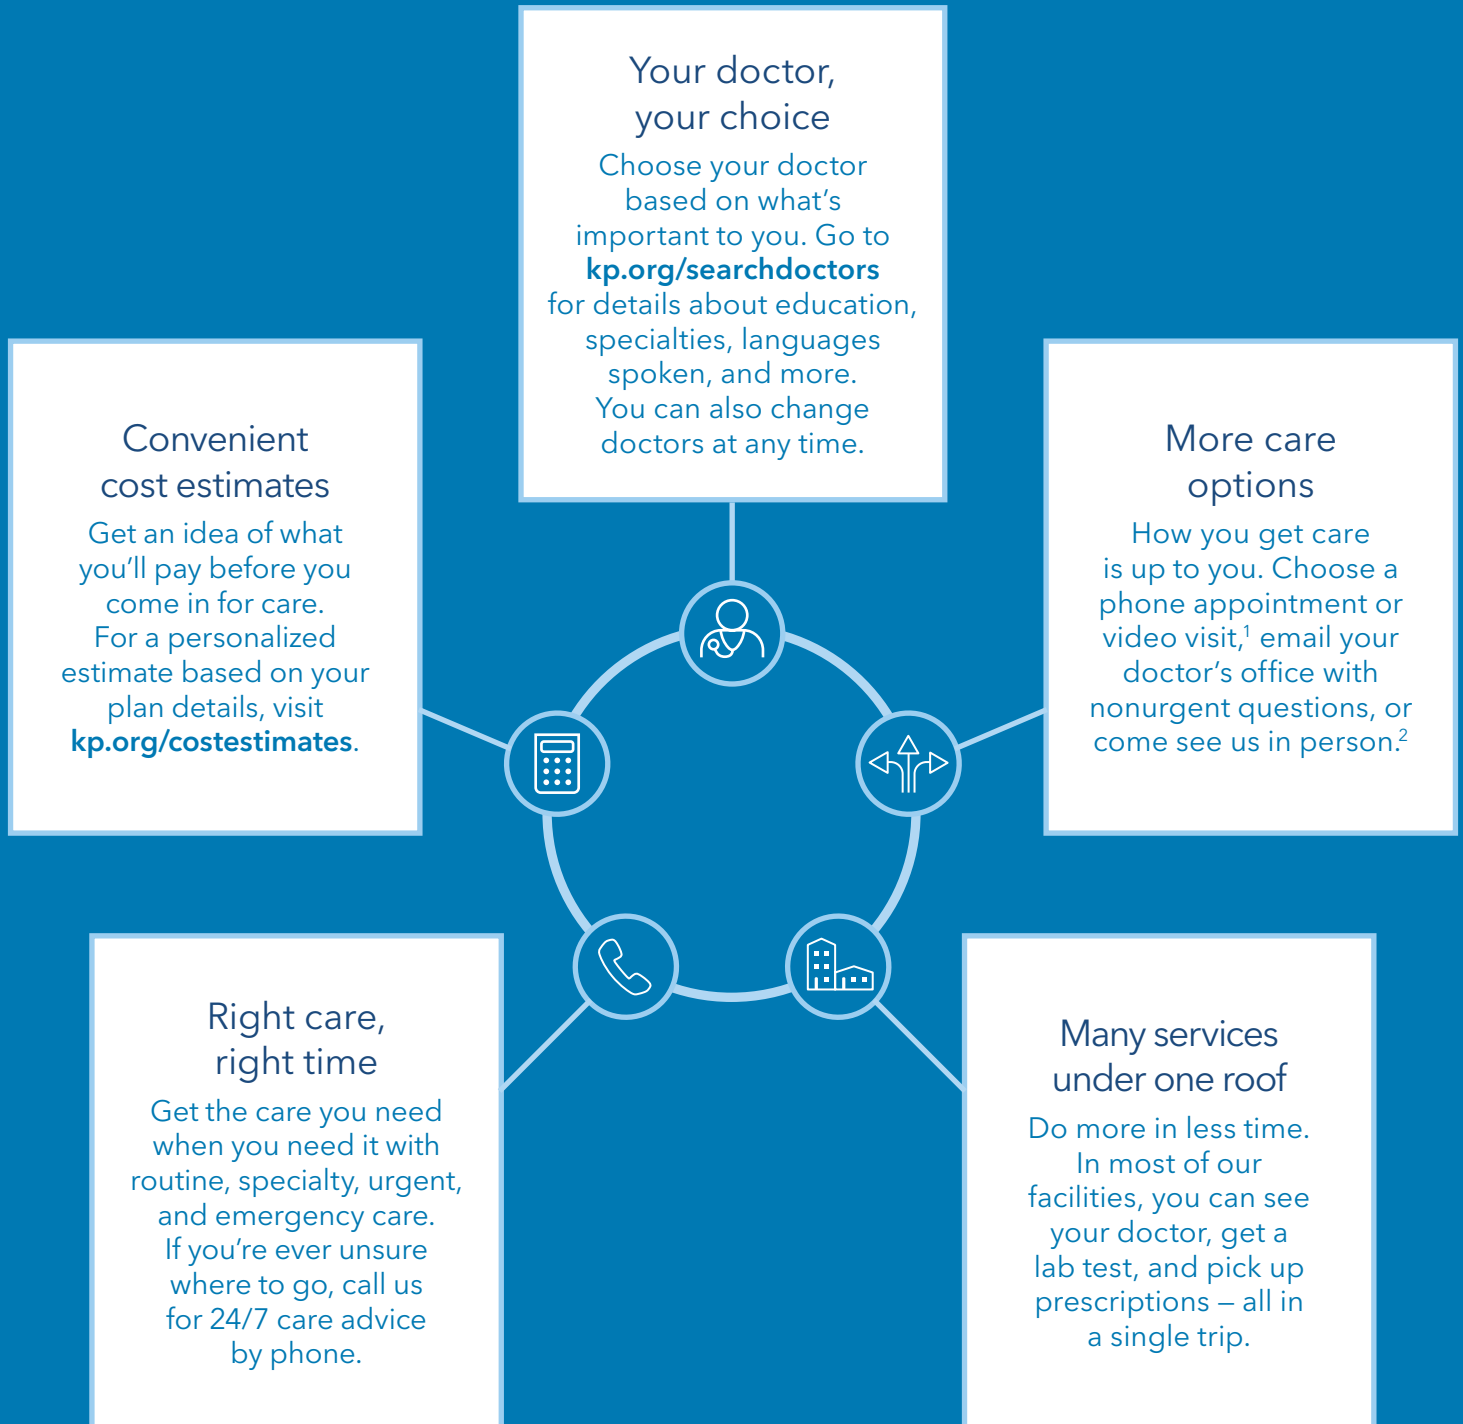 Your doctor,
your choice
Choose your doctor
based on what's
important to you. Go to
kp.org/searchdoctors
for details about education,
specialties, languages
spoken, and more.
You can also change
doctors at any time.
Convenient
cost estimates
Get an idea of what
you'll pay before you
come in for care.
For a personalized
estimate based on your
plan details, visit
kp.org/costestimates.
More care
options
How you get care
is up to you. Choose a
phone appointment or
video visit,¹ email your
doctor's office with
nonurgent questions, or
come see us in person.²
Right care,
right time
Get the care you need
when you need it with
routine, specialty, urgent,
and emergency care.
If you're ever unsure
where to go, call us
for 24/7 care advice
by phone.
Many services
under one roof
Do more in less time.
In most of our
facilities, you can see
your doctor, get a
lab test, and pick up
prescriptions – all in
a single trip.